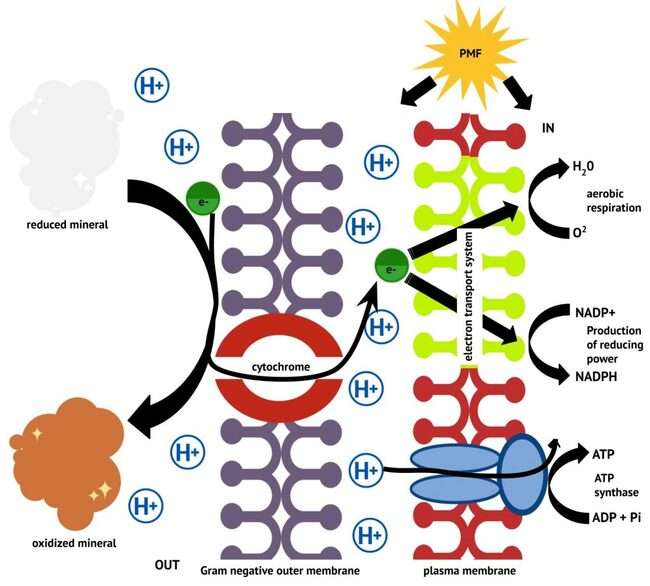 PMF
H+
H+
IN
H+
H₂0
aerobic
respiration
e-
reduced mineral
H+
O²
e-
electron transport system
NADP+
H+
Production
of reducing
power
cytochrome
NADPH
H+
H+
H+
ATP
ATP
synthase
H+
ADP + Pi
H+
oxidized mineral
OUT
Gram negative outer membrane
plasma membrane